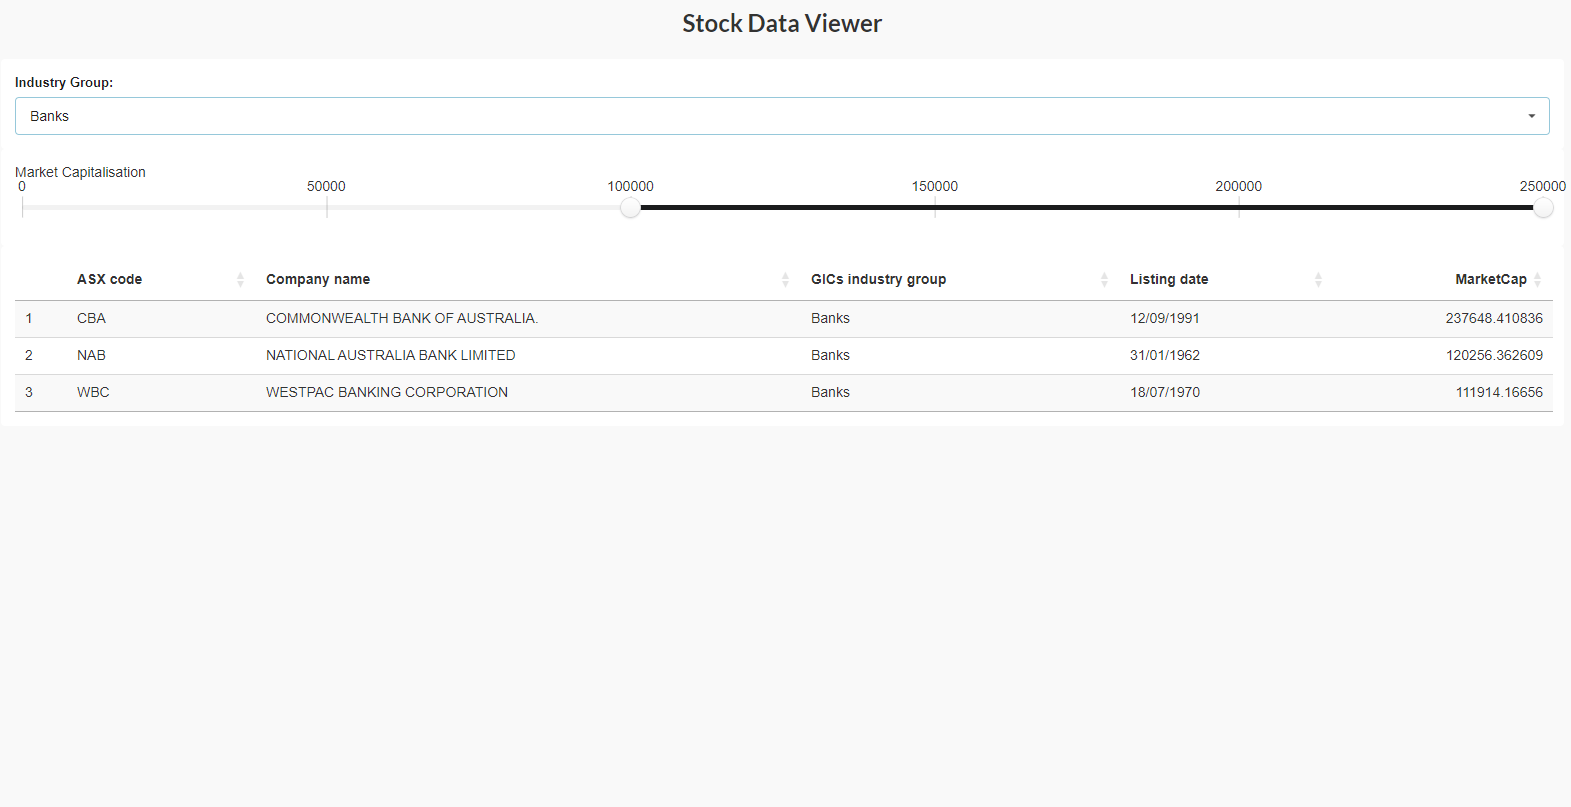 Stock Data Viewer
Industry Group:
Banks
Market Capitalisation
0 50000 100000 150000 200000 250000
ASX code Company name GICs industry group Listing date MarketCap
1 CBA COMMONWEALTH BANK OF AUSTRALIA. Banks 12/09/1991 237648.410836
2 NAB NATIONAL AUSTRALIA BANK LIMITED Banks 31/01/1962 120256.362609
3 WBC WESTPAC BANKING CORPORATION Banks 18/07/1970 111914.16656